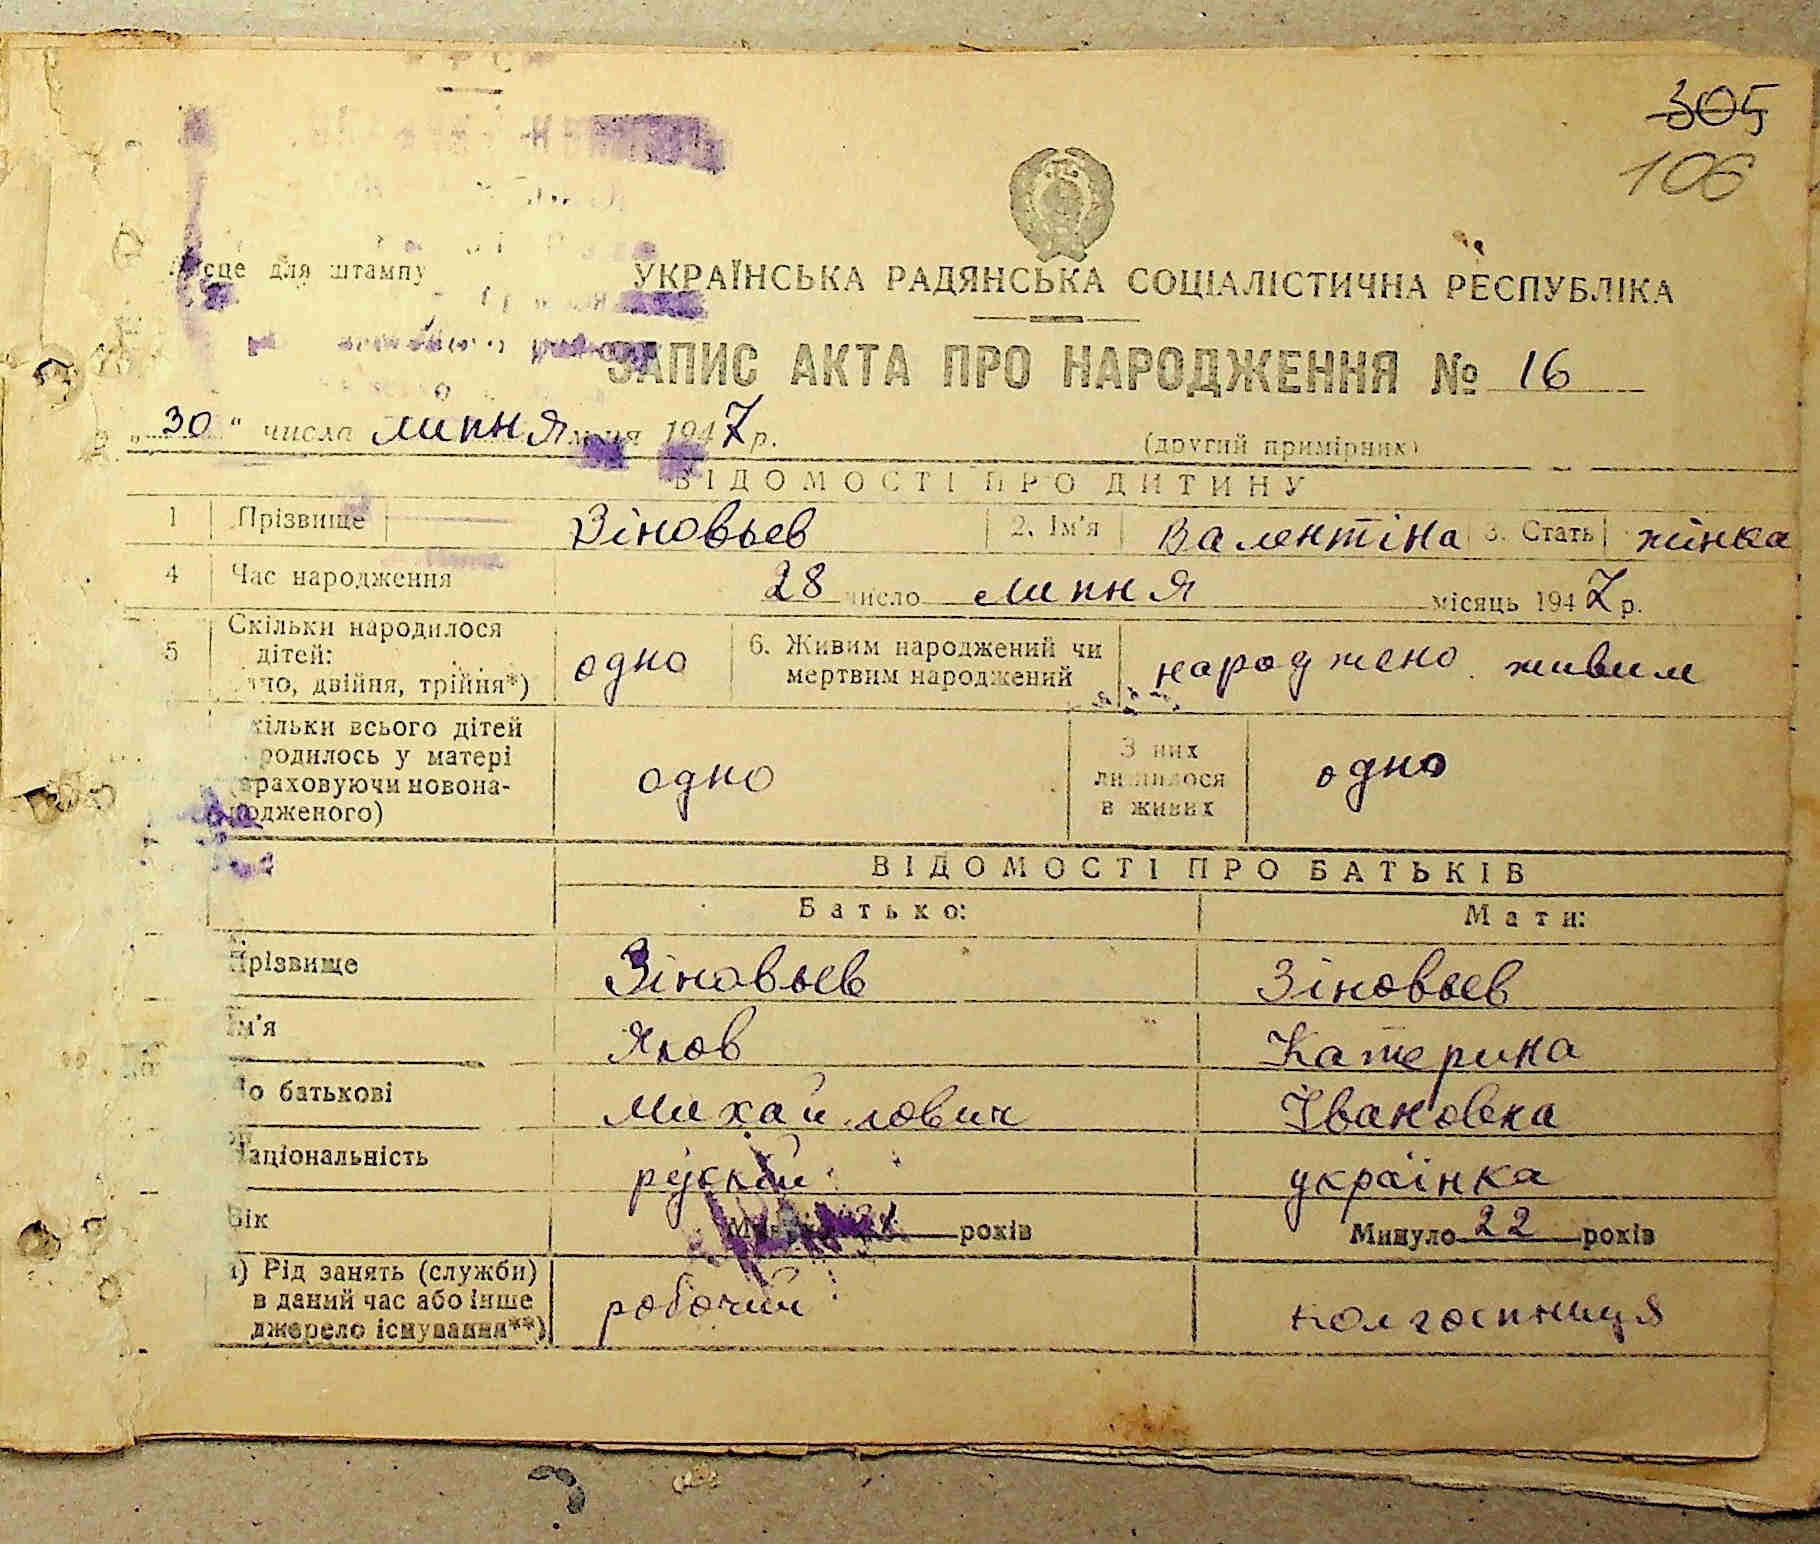 305
106
Місце для штампу
УКРАЇНСЬКА РАДЯНСЬКА СОЦІАЛІСТИЧНА РЕСПУБЛІКА
ЗАПИС АКТА ПРО НАРОДЖЕННЯ № 16
„30“ числа липня м-ця 1947 р.
(другий примірник)
ВІДОМОСТІ ПРО ДИТИНУ
1 Прізвище Зіновьев 2. Ім'я Валентіна 3. Стать жінка
4 Час народження 28 число липня місяць 1947 р.
5 Скільки народилося дітей: одно, двійня, трійня*) одно 6. Живим народжений чи мертвим народжений народжено живим
Скільки всього дітей народилось у матері (враховуючи новонародженого) одно З них лишилося в живих одно
ВІДОМОСТІ ПРО БАТЬКІВ
Батько: Мати:
Прізвище Зіновьев Зіновьев
Ім'я Яков Катерина
По батькові Михайлович Івановна
Національність руский українка
Вік Минуло років Минуло 22 років
а) Рід занять (служби) в даний час або інше джерело існування**) робочий колгоспниця